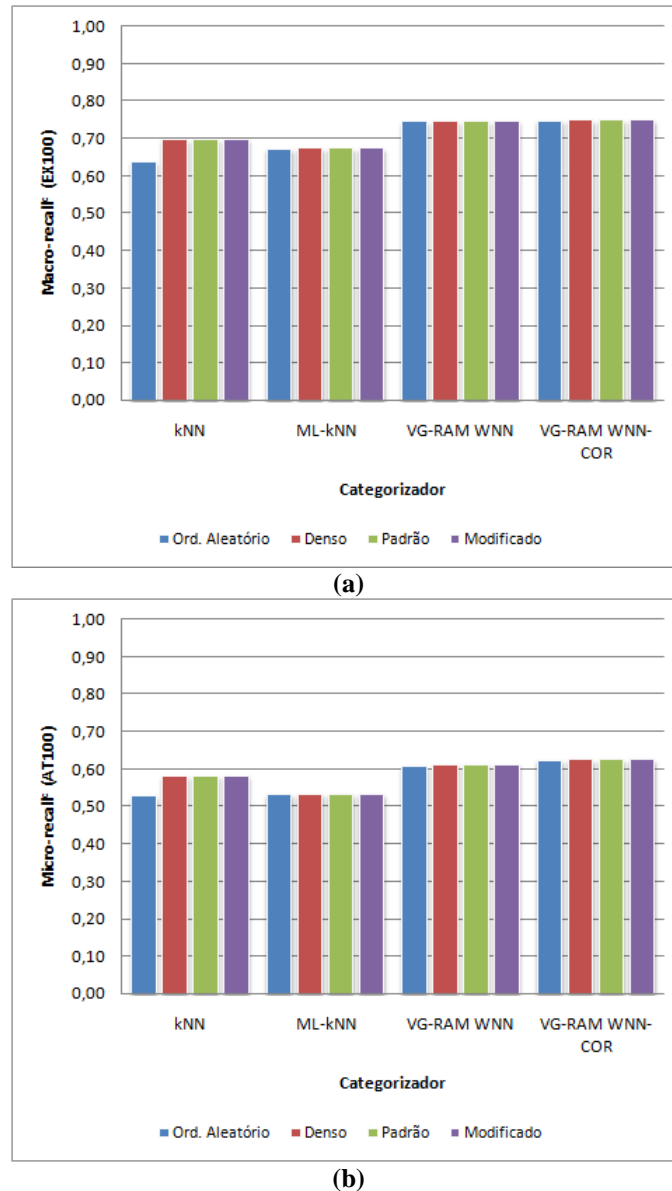 1,00
0,90
0,80
0,70
0,60
0,50
0,40
0,30
0,20
0,10
0,00
Macro-recallᶜ (EX100)
kNN ML-kNN VG-RAM WNN VG-RAM WNN-
COR
Categorizador
Ord. Aleatório Denso Padrão Modificado
(a)
1,00
0,90
0,80
0,70
0,60
0,50
0,40
0,30
0,20
0,10
0,00
Micro-recallᶜ (AT100)
kNN ML-kNN VG-RAM WNN VG-RAM WNN-
COR
Categorizador
Ord. Aleatório Denso Padrão Modificado
(b)